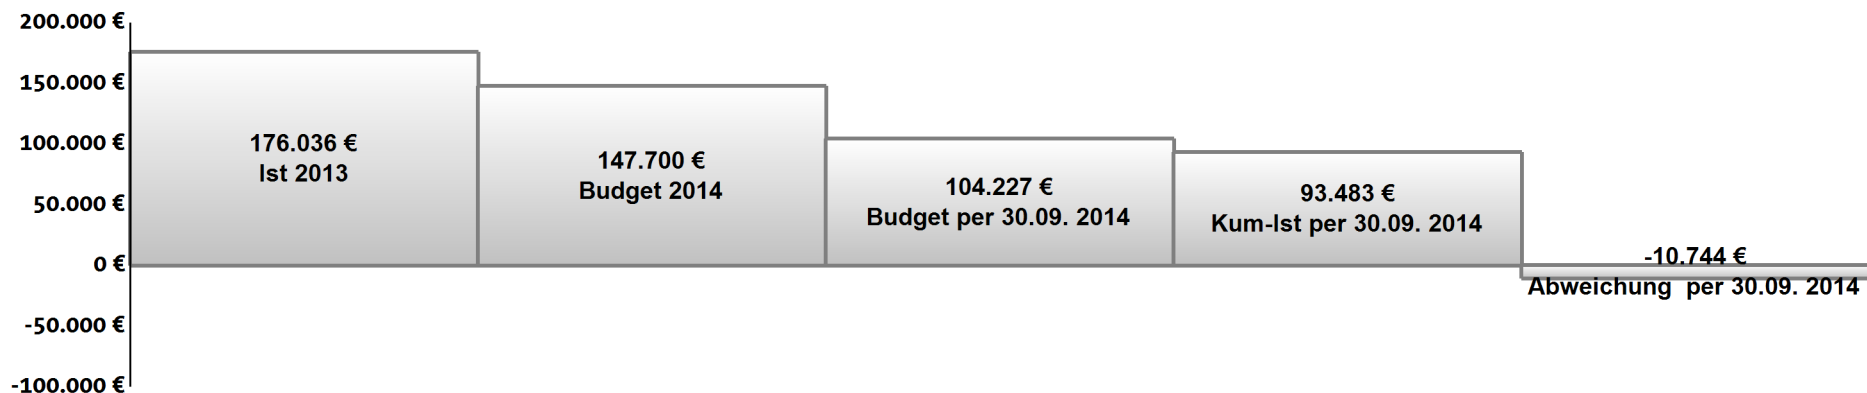 200.000 €
150.000 €
100.000 €
50.000 €
0 €
-50.000 €
-100.000 €
176.036 €
Ist 2013
147.700 €
Budget 2014
104.227 €
Budget per 30.09. 2014
93.483 €
Kum-Ist per 30.09. 2014
-10.744 €
Abweichung  per 30.09. 2014